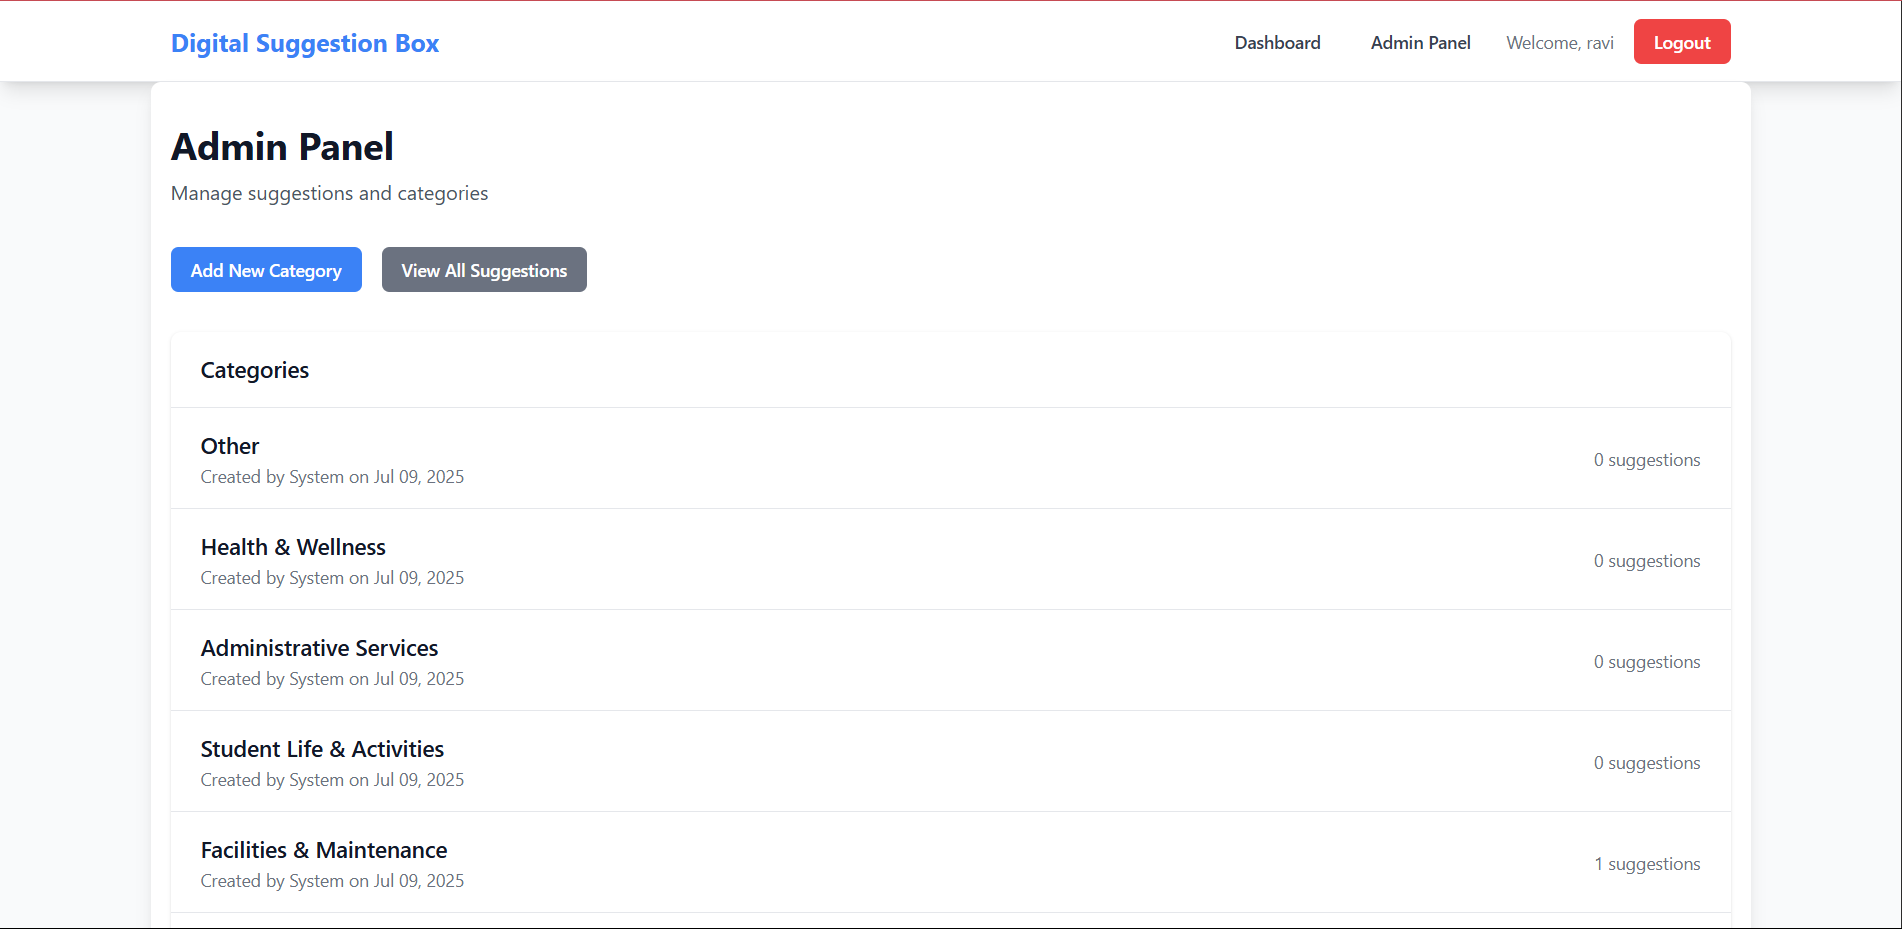 Digital Suggestion Box
Dashboard Admin Panel Welcome, ravi Logout
Admin Panel
Manage suggestions and categories
Add New Category View All Suggestions
Categories
Other
Created by System on Jul 09, 2025
0 suggestions
Health & Wellness
Created by System on Jul 09, 2025
0 suggestions
Administrative Services
Created by System on Jul 09, 2025
0 suggestions
Student Life & Activities
Created by System on Jul 09, 2025
0 suggestions
Facilities & Maintenance
Created by System on Jul 09, 2025
1 suggestions